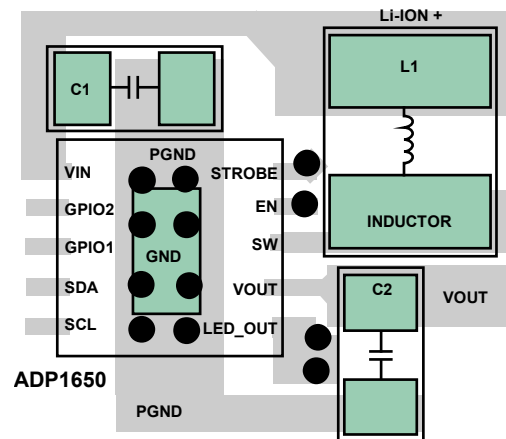 Li-ION +
C1
L1
PGND
VIN
STROBE
GPIO2
EN
INDUCTOR
GPIO1
GND
SW
SDA
VOUT
C2
VOUT
SCL
LED_OUT
ADP1650
PGND